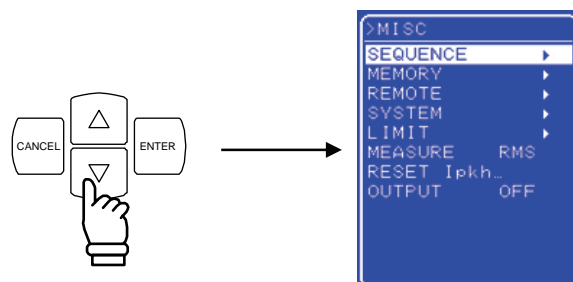 CANCEL
ENTER
>MISC
SEQUENCE
MEMORY
REMOTE
SYSTEM
LIMIT
MEASURE RMS
RESET Ipkh…
OUTPUT OFF